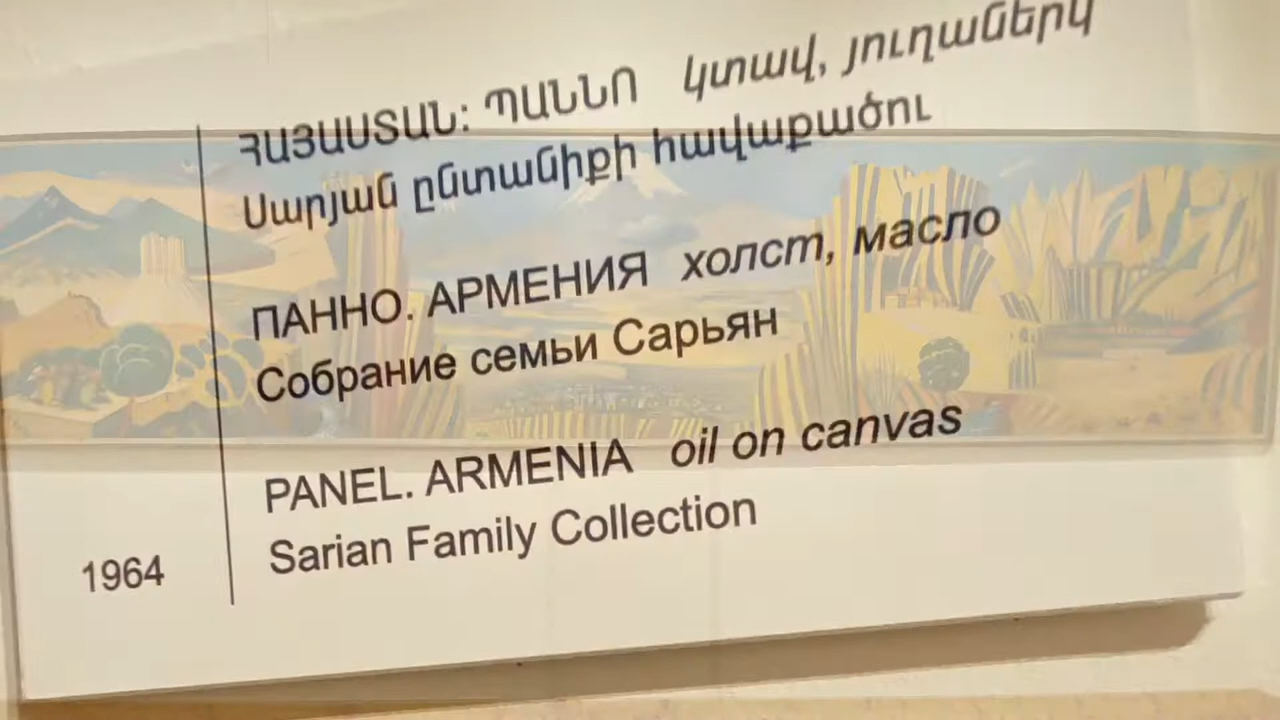 ՀԱՅԱՍՏԱՆ: ՊԱՆՆՈ կտավ, յուղաներկ
Սարյան ընտանիքի հավաքածու
ПАННО. АРМЕНИЯ холст, масло
Собрание семьи Сарьян
PANEL. ARMENIA oil on canvas
1964 Sarian Family Collection